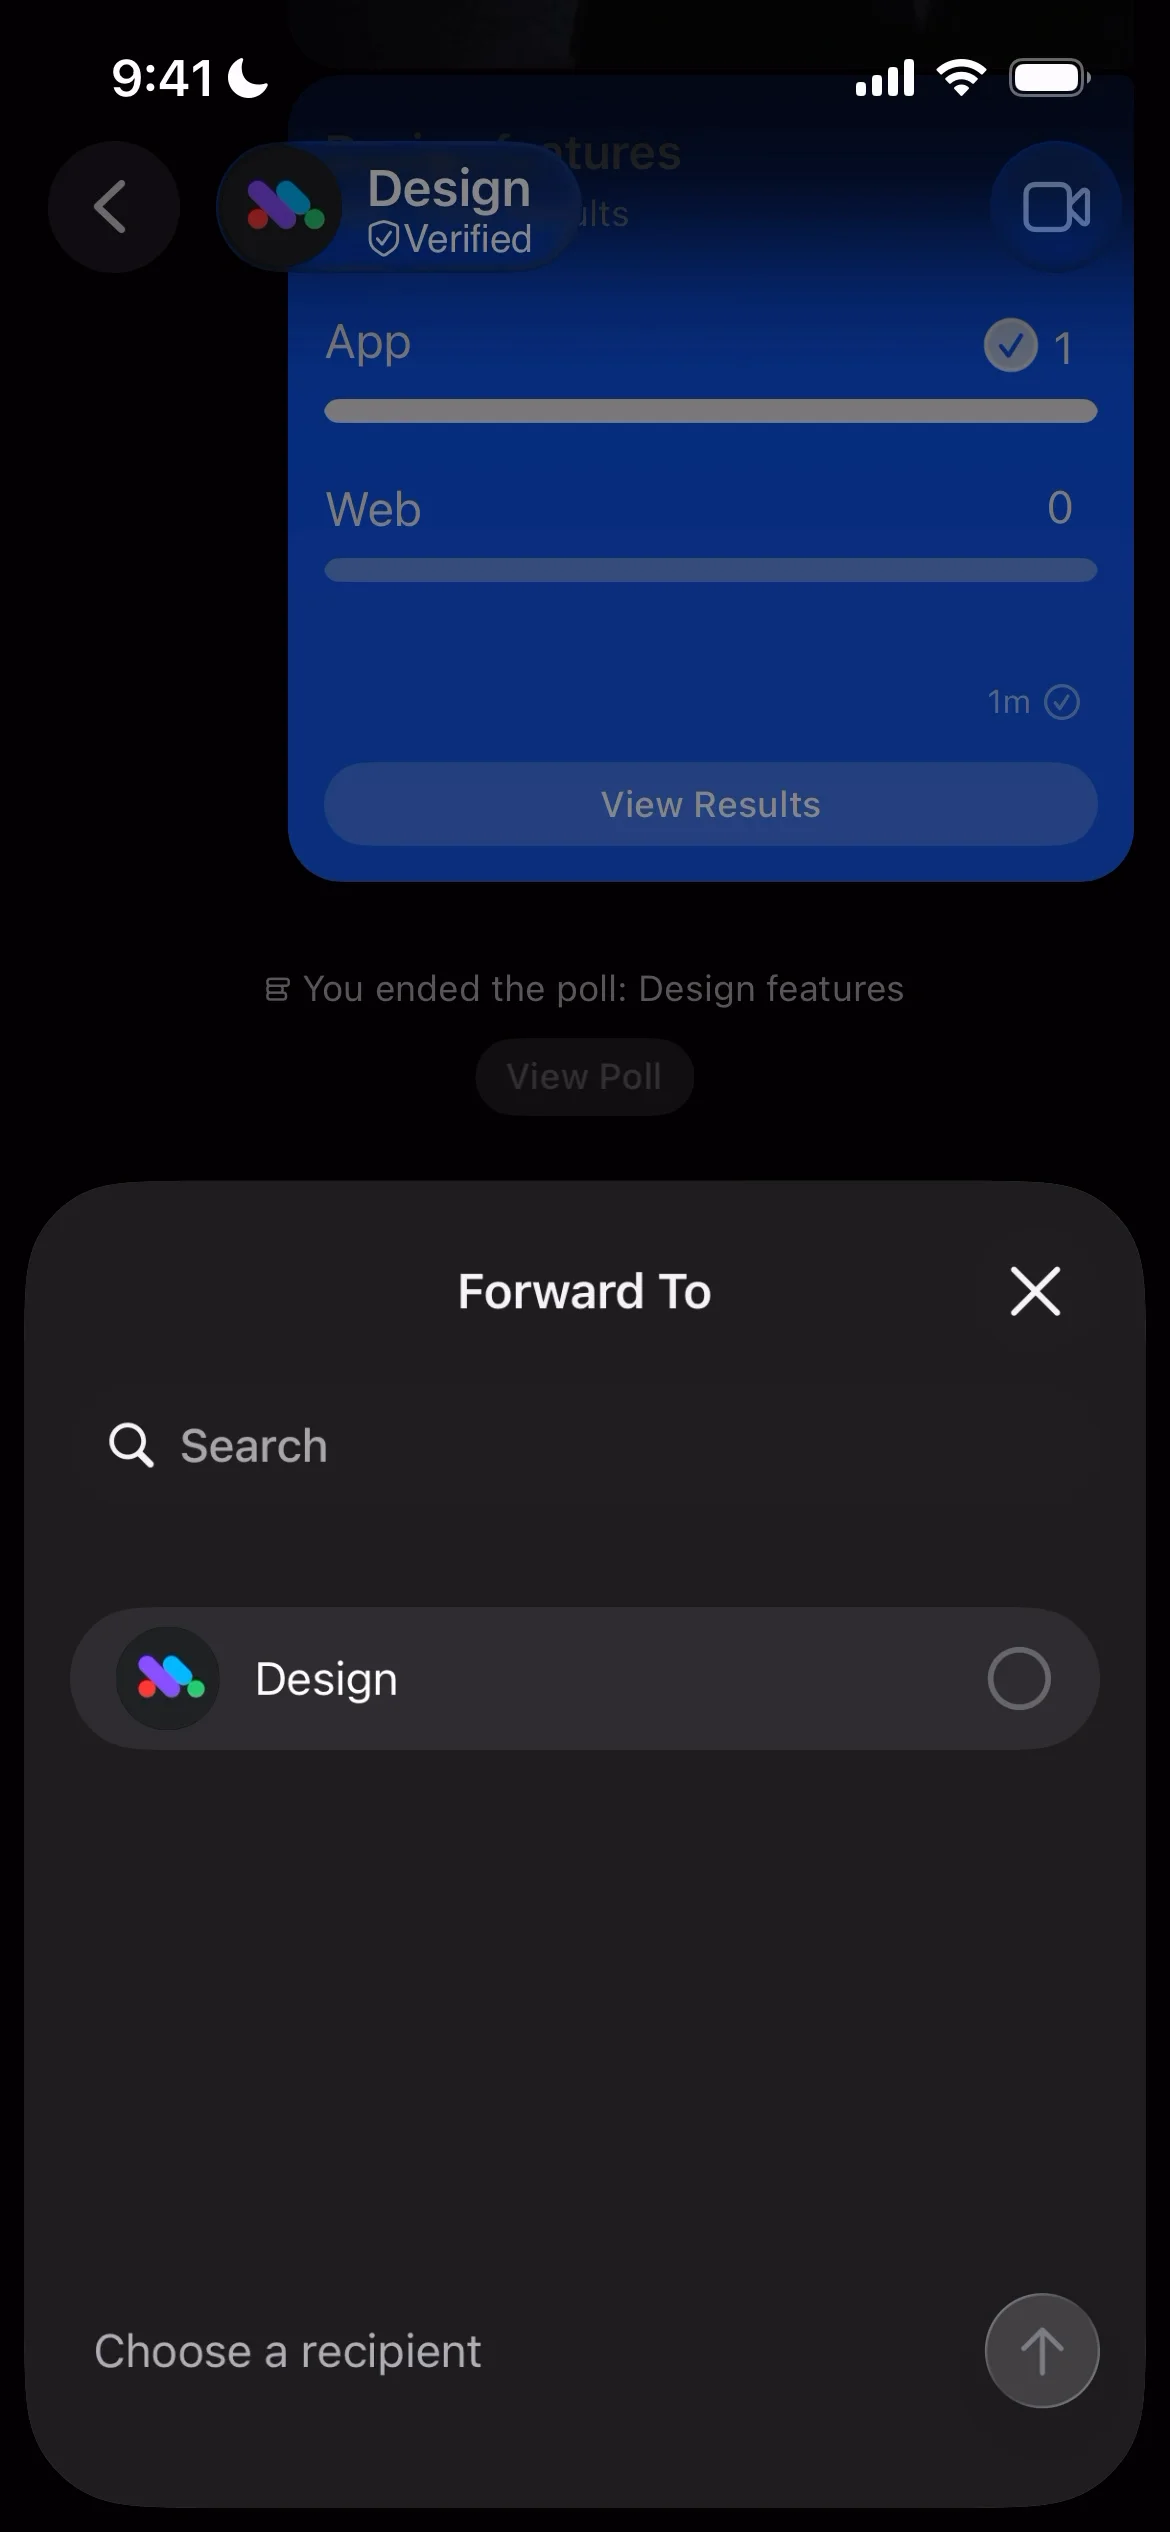 9:41
Design
Verified
App
1
Web
0
1m
View Results
You ended the poll: Design features
View Poll
Forward To
Search
Design
Choose a recipient